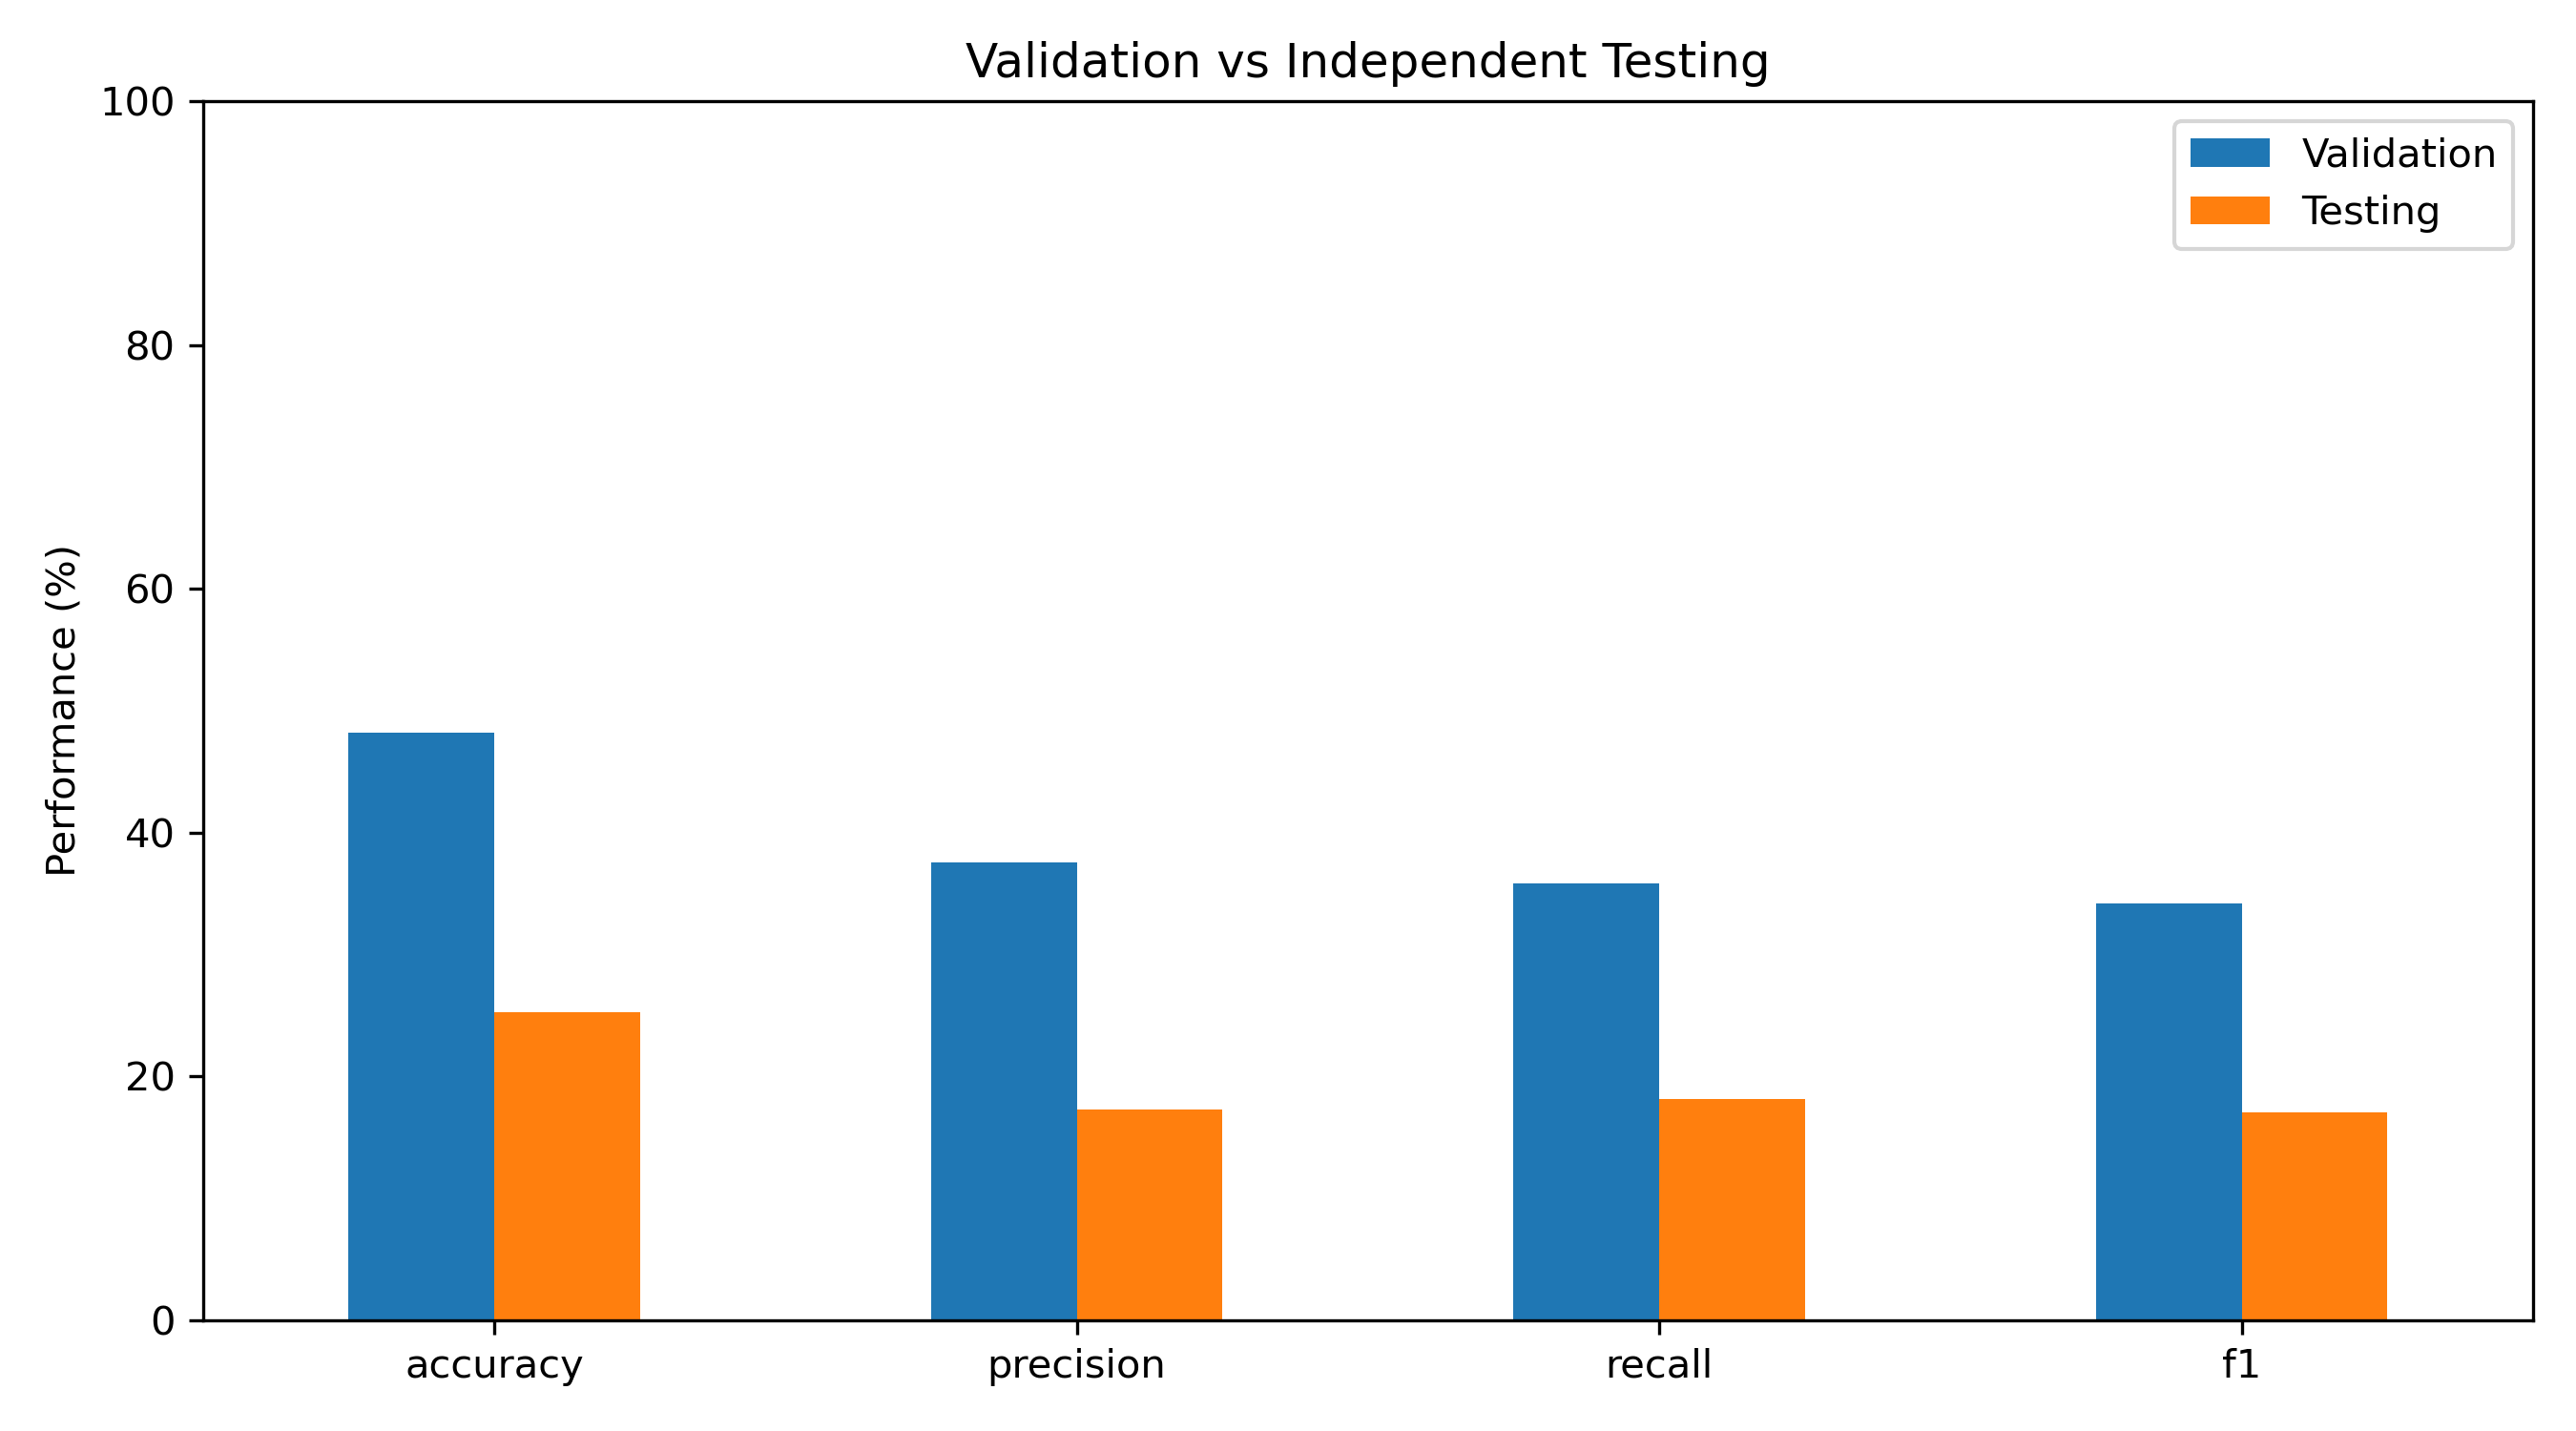 Validation vs Independent Testing
100
80
60
40
20
0
Performance (%)
Validation
Testing
accuracy
precision
recall
f1